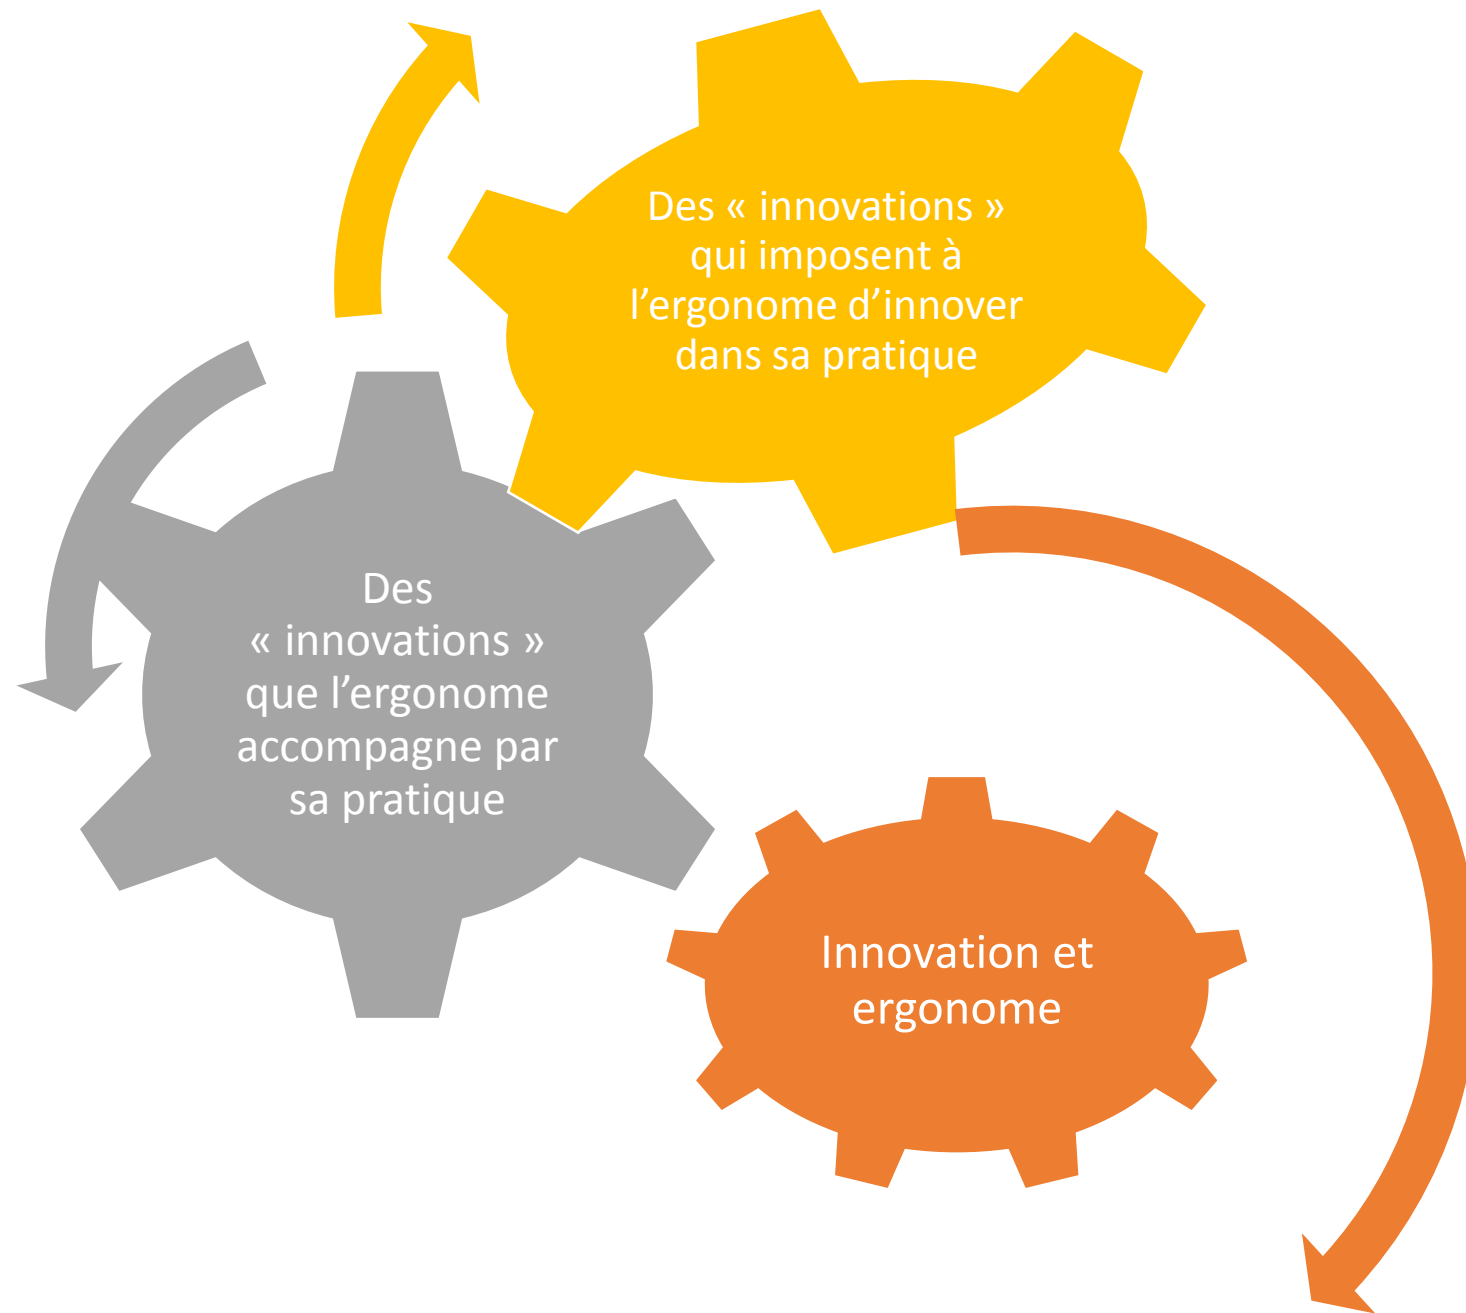 Des « innovations »
qui imposent à
l’ergonome d’innover
dans sa pratique
Des
« innovations »
que l’ergonome
accompagne par
sa pratique
Innovation et
ergonome